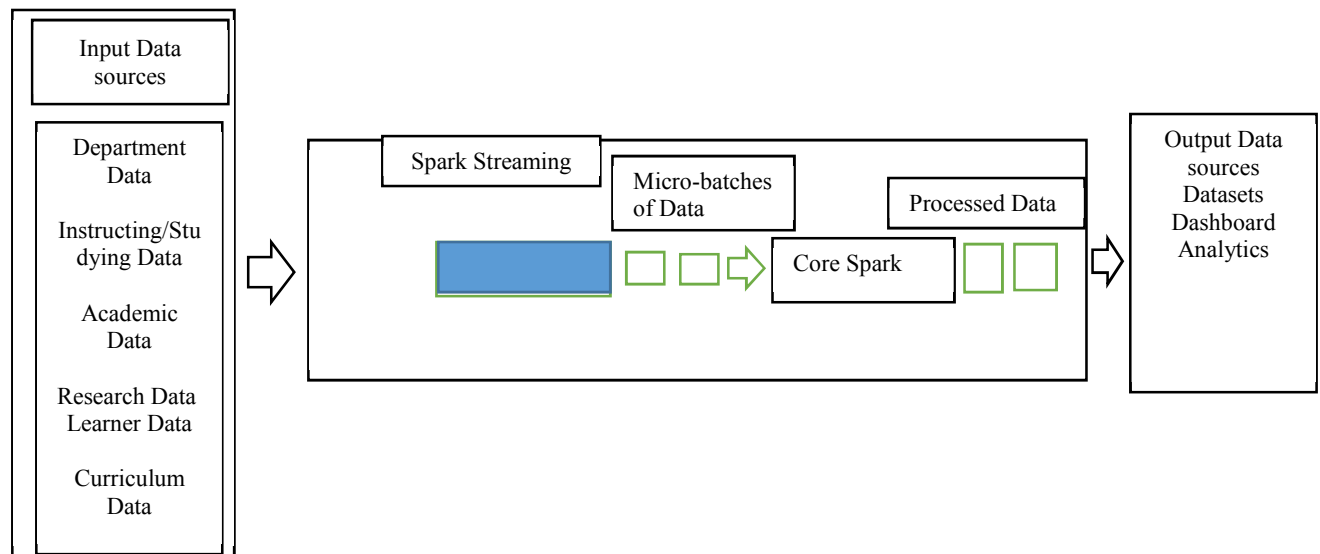 Input Data
sources
Department
Data
Instructing/Stu
dying Data
Academic
Data
Research Data
Learner Data
Curriculum
Data
Spark Streaming
Micro-batches
of Data
Core Spark
Processed Data
Output Data
sources
Datasets
Dashboard
Analytics